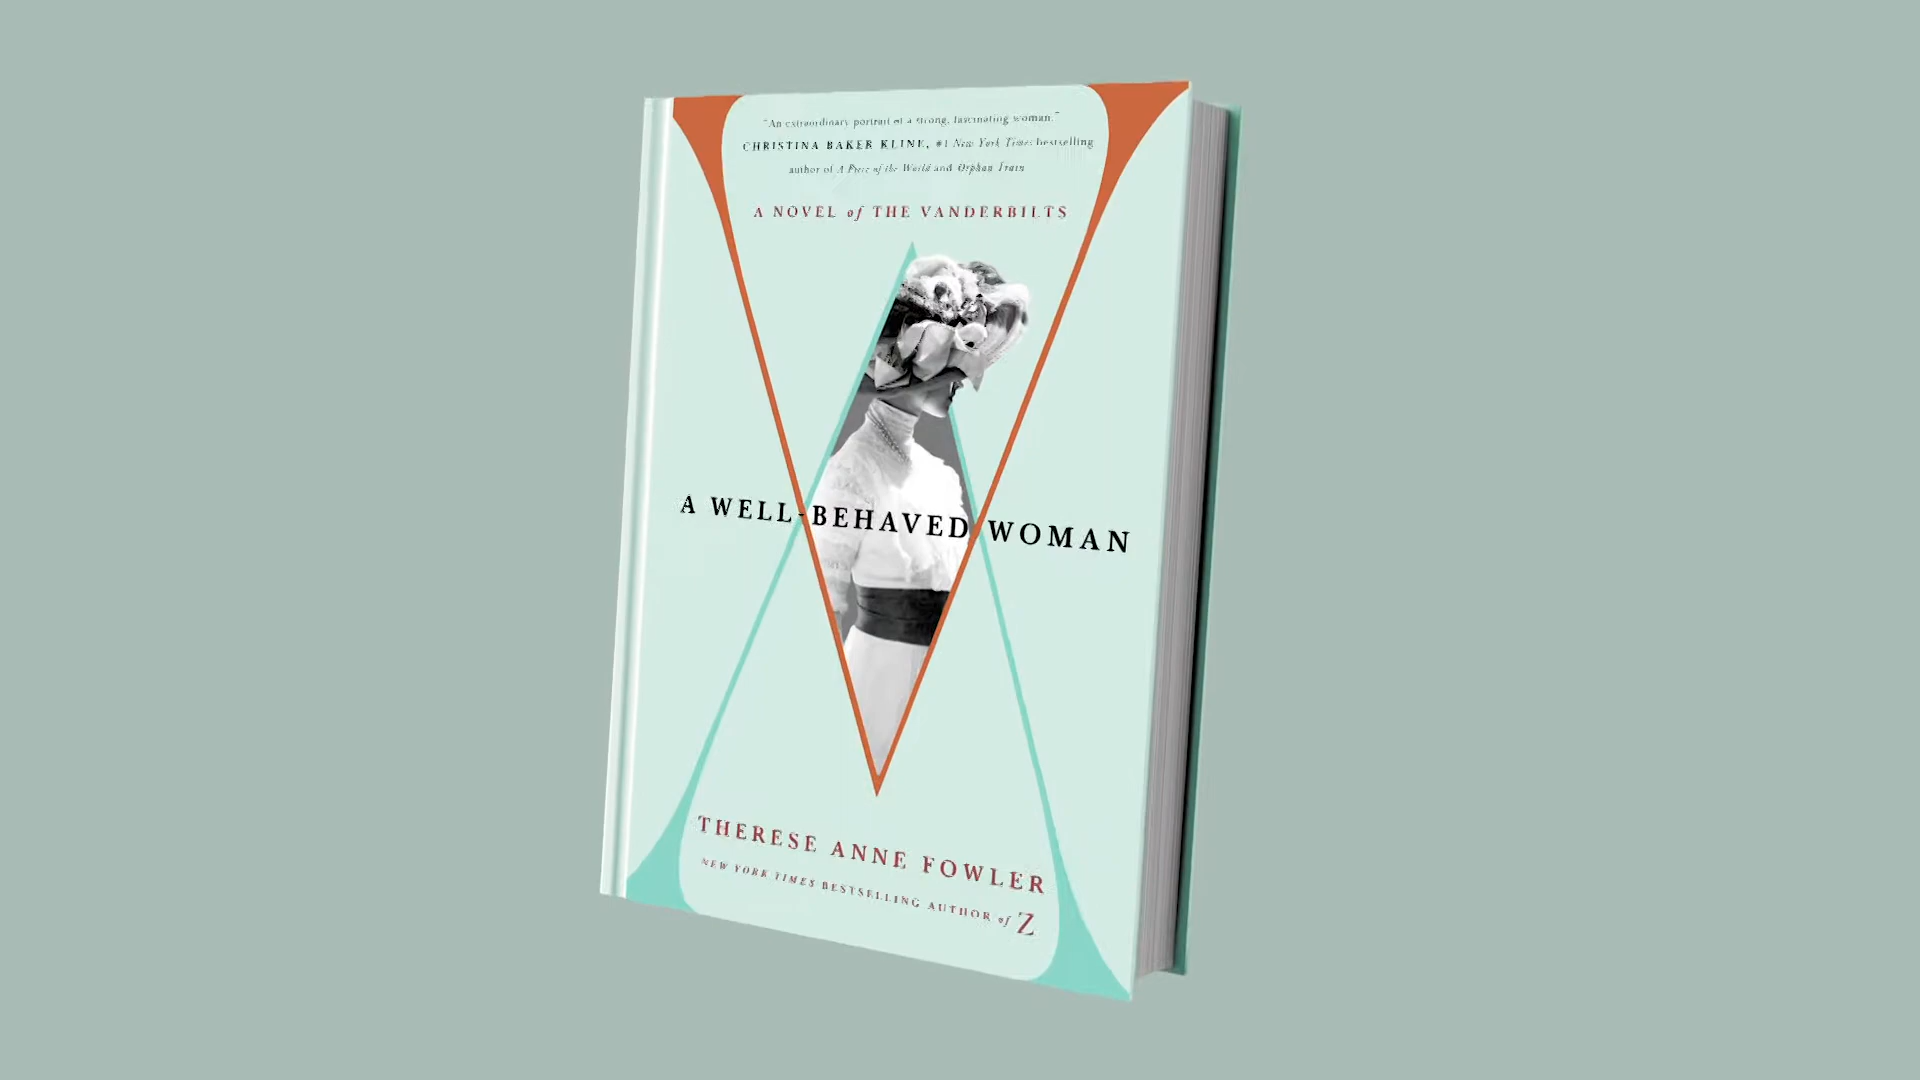 "An extraordinary portrait of a strong, fascinating woman."
CHRISTINA BAKER KLINE, #1 New York Times bestselling
author of A Piece of the World and Orphan Train
A NOVEL of THE VANDERBILTS
A WELL-BEHAVED WOMAN
THERESE ANNE FOWLER
NEW YORK TIMES BESTSELLING AUTHOR of Z